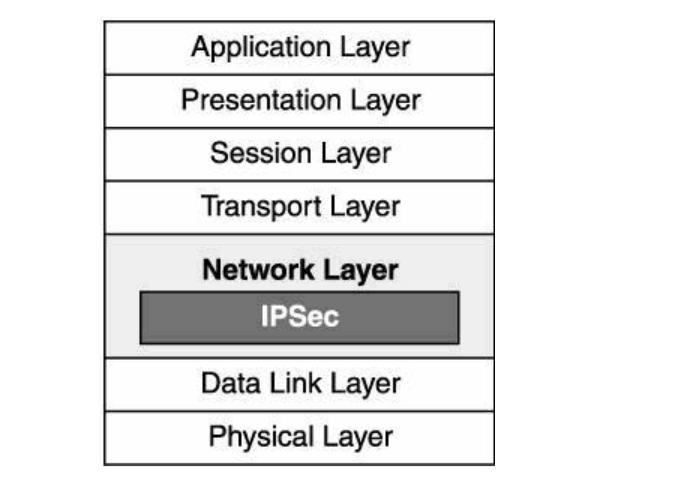 Application Layer
Presentation Layer
Session Layer
Transport Layer
Network Layer
IPSec
Data Link Layer
Physical Layer